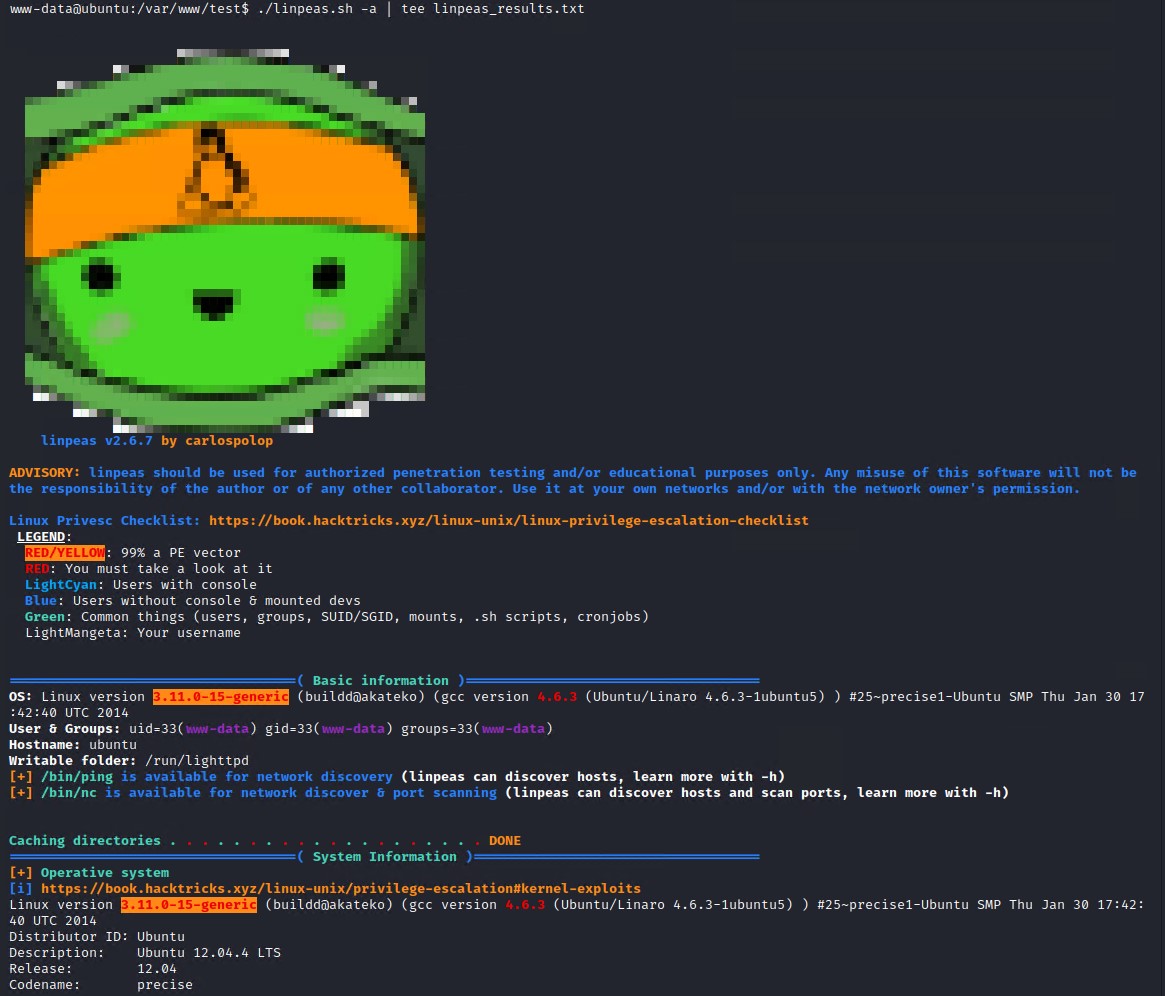 www-data@ubuntu:/var/www/test$ ./linpeas.sh -a | tee linpeas_results.txt
linpeas v2.6.7 by carlospolop
ADVISORY: linpeas should be used for authorized penetration testing and/or educational purposes only. Any misuse of this software will not be
the responsibility of the author or of any other collaborator. Use it at your own networks and/or with the network owner's permission.
Linux Privesc Checklist: https://book.hacktricks.xyz/linux-unix/linux-privilege-escalation-checklist
LEGEND:
RED/YELLOW: 99% a PE vector
RED: You must take a look at it
LightCyan: Users with console
Blue: Users without console & mounted devs
Green: Common things (users, groups, SUID/SGID, mounts, .sh scripts, cronjobs)
LightMangeta: Your username
════════════════════════════════════( Basic information )════════════════════════════════════
OS: Linux version 3.11.0-15-generic (buildd@akateko) (gcc version 4.6.3 (Ubuntu/Linaro 4.6.3-1ubuntu5) ) #25~precise1-Ubuntu SMP Thu Jan 30 17
:42:40 UTC 2014
User & Groups: uid=33(www-data) gid=33(www-data) groups=33(www-data)
Hostname: ubuntu
Writable folder: /run/lighttpd
[+] /bin/ping is available for network discovery (linpeas can discover hosts, learn more with -h)
[+] /bin/nc is available for network discover & port scanning (linpeas can discover hosts and scan ports, learn more with -h)
Caching directories . . . . . . . . . . . . . . . . . . . . DONE
════════════════════════════════════( System Information )════════════════════════════════════
[+] Operative system
[i] https://book.hacktricks.xyz/linux-unix/privilege-escalation#kernel-exploits
Linux version 3.11.0-15-generic (buildd@akateko) (gcc version 4.6.3 (Ubuntu/Linaro 4.6.3-1ubuntu5) ) #25~precise1-Ubuntu SMP Thu Jan 30 17:42:
40 UTC 2014
Distributor ID: Ubuntu
Description:    Ubuntu 12.04.4 LTS
Release:        12.04
Codename:       precise